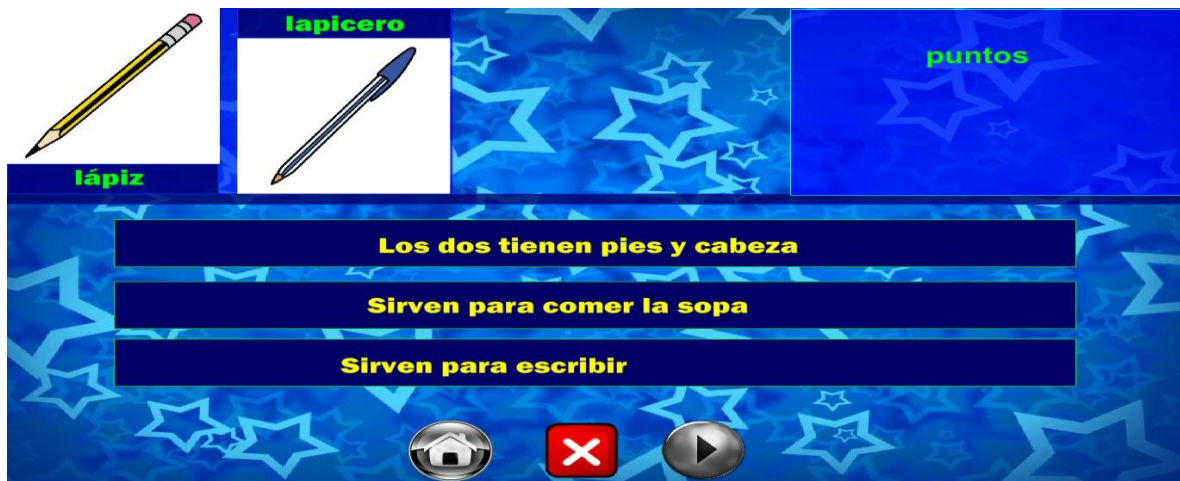 lapicero
puntos
lápiz
Los dos tienen pies y cabeza
Sirven para comer la sopa
Sirven para escribir